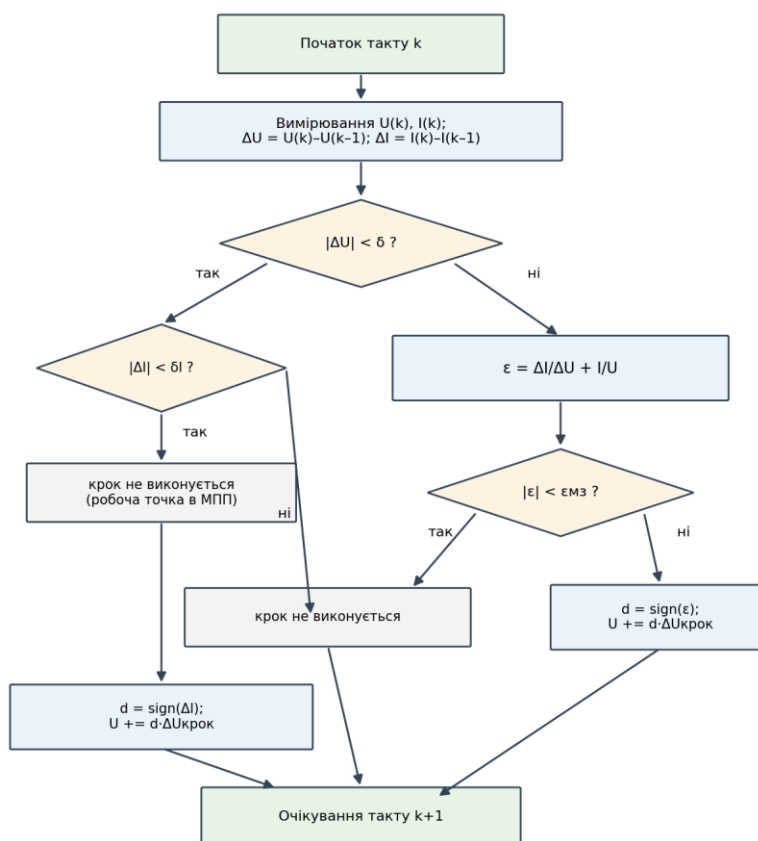 Початок такту k
Вимірювання U(k), I(k);
ΔU = U(k)–U(k–1); ΔI = I(k)–I(k–1)
|ΔU| < δ ?
так
ні
|ΔI| < δI ?
ε = ΔI/ΔU + I/U
так
крок не виконується
(робоча точка в МПП)
ні
|ε| < εмз ?
так
ні
крок не виконується
d = sign(ε);
U += d·ΔUкрок
d = sign(ΔI);
U += d·ΔUкрок
Очікування такту k+1